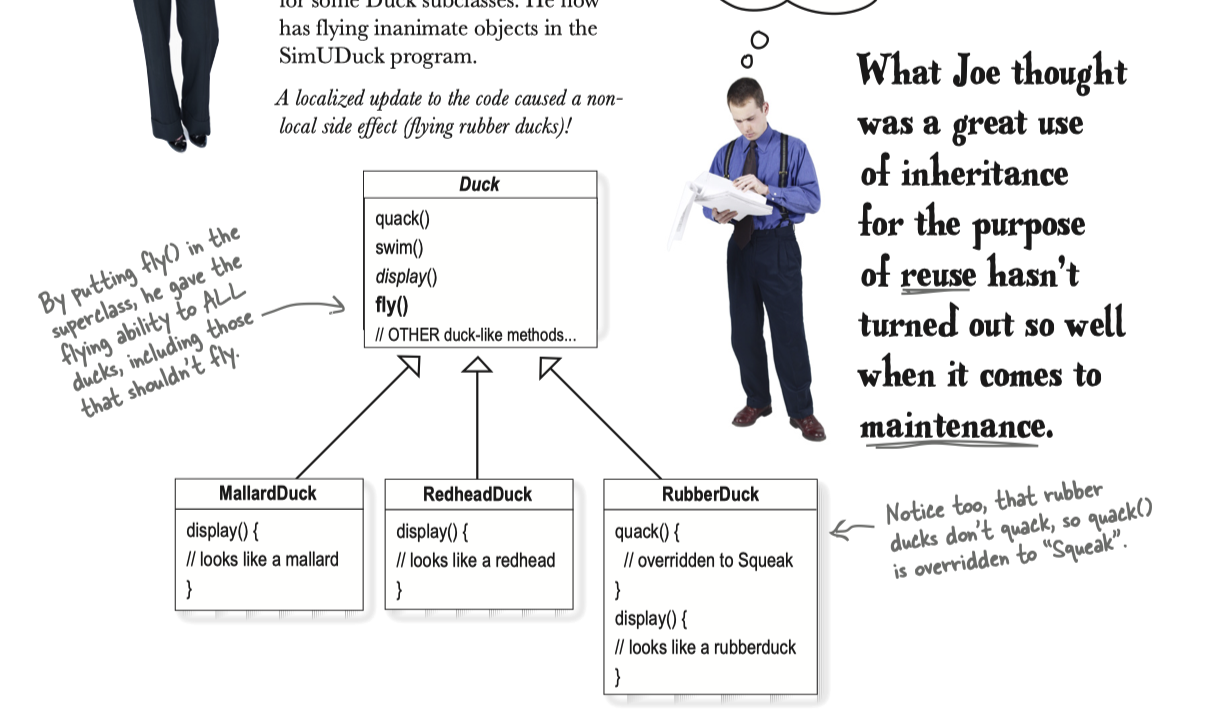 for some Duck subclasses. He now
has flying inanimate objects in the
SimUDuck program.
A localized update to the code caused a non-
local side effect (flying rubber ducks)!
What Joe thought
was a great use
of inheritance
for the purpose
of reuse hasn't
turned out so well
when it comes to
maintenance.
By putting fly() in the
superclass, he gave the
flying ability to ALL
ducks, including those
that shouldn't fly.
Duck
quack()
swim()
display()
fly()
// OTHER duck-like methods...
MallardDuck
display() {
// looks like a mallard
}
RedheadDuck
display() {
// looks like a redhead
}
RubberDuck
quack() {
// overridden to Squeak
}
display() {
// looks like a rubberduck
}
Notice too, that rubber
ducks don't quack, so quack()
is overridden to "Squeak".